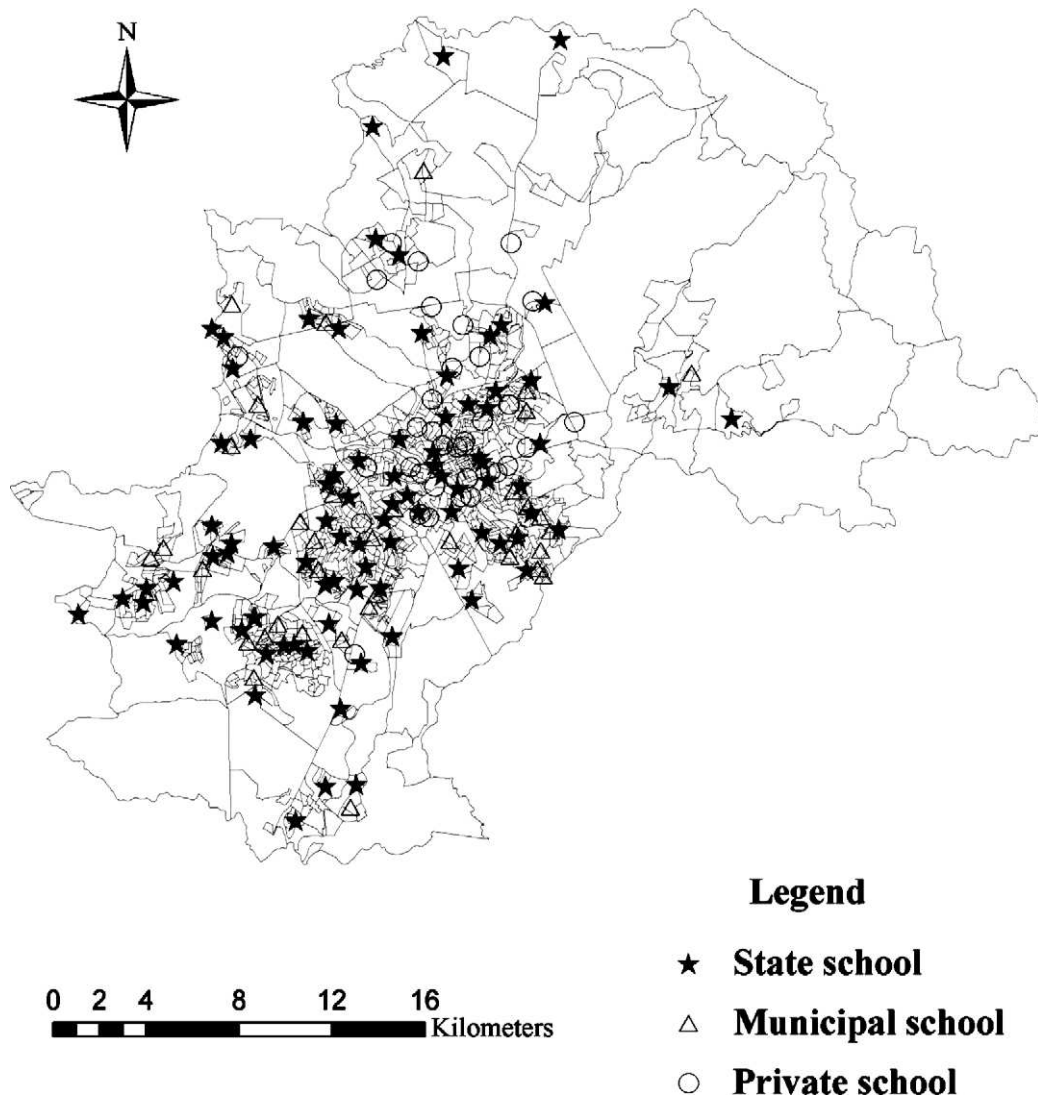 N
Legend
State school
Municipal school
Private school
0 2 4 8 12 16
Kilometers